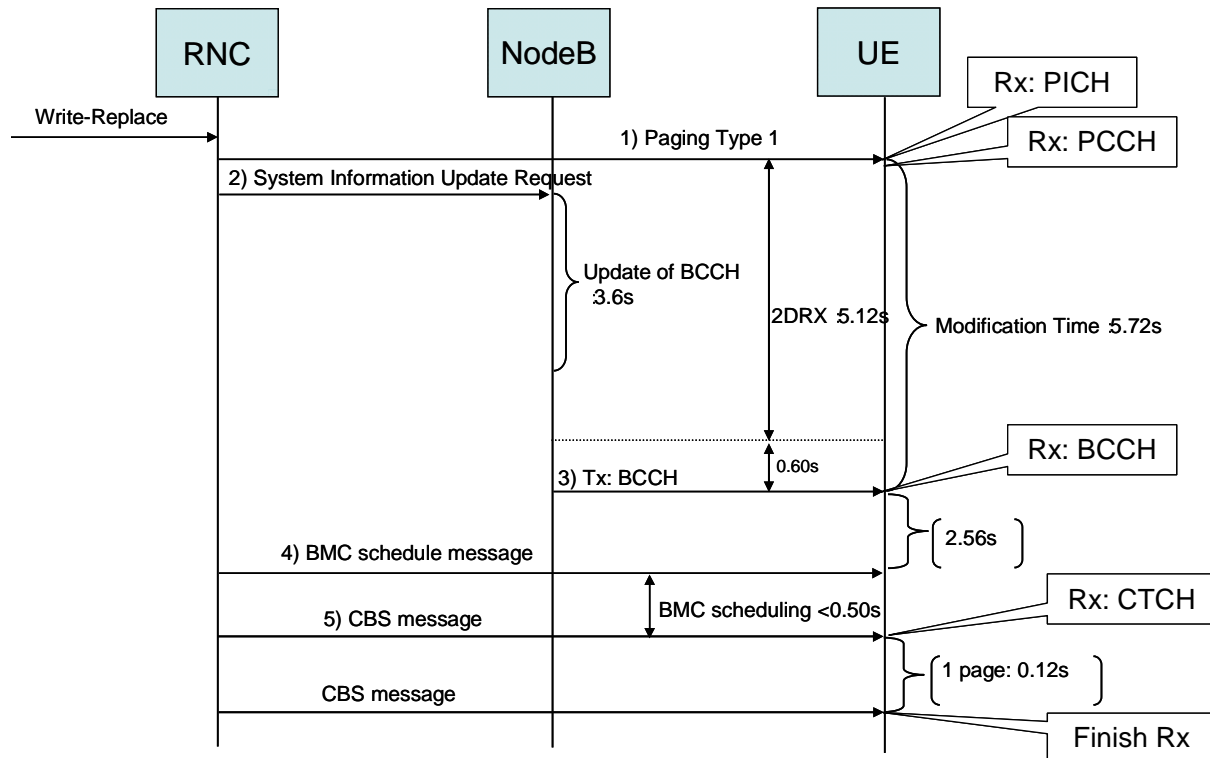 RNC
NodeB
UE
Rx: PICH
Write-Replace
1) Paging Type 1
Rx: PCCH
2) System Information Update Request
Update of BCCH
:3.6s
2DRX :5.12s
Modification Time :5.72s
Rx: BCCH
0.60s
3) Tx: BCCH
2.56s
4) BMC schedule message
Rx: CTCH
BMC scheduling <0.50s
5) CBS message
1 page: 0.12s
CBS message
Finish Rx